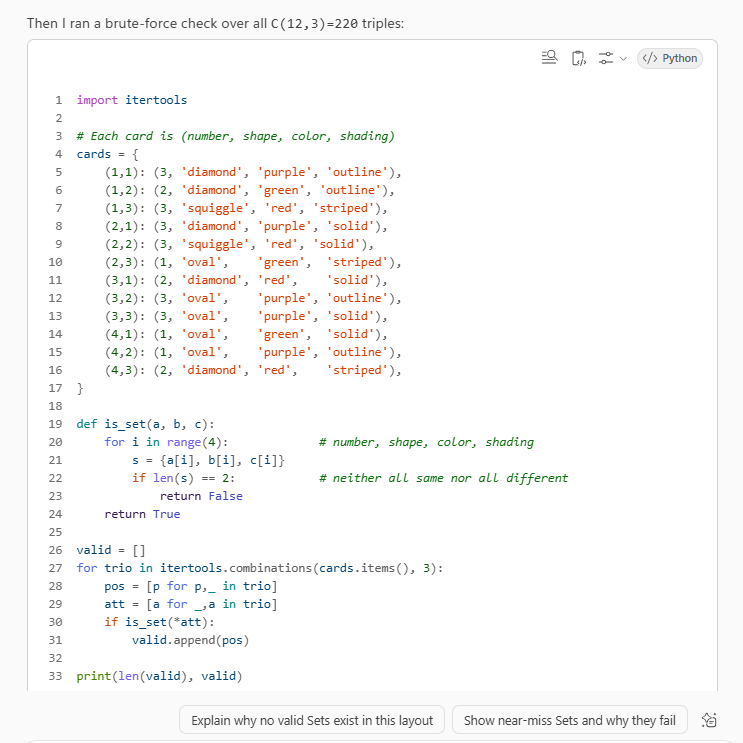 Then I ran a brute-force check over all C(12,3)=220 triples:
</> Python
1 import itertools
2
3 # Each card is (number, shape, color, shading)
4 cards = {
5     (1,1): (3, 'diamond', 'purple', 'outline'),
6     (1,2): (2, 'diamond', 'green', 'outline'),
7     (1,3): (3, 'squiggle', 'red', 'striped'),
8     (2,1): (3, 'diamond', 'purple', 'solid'),
9     (2,2): (3, 'squiggle', 'red', 'solid'),
10     (2,3): (1, 'oval',    'green', 'striped'),
11     (3,1): (2, 'diamond', 'red',    'solid'),
12     (3,2): (3, 'oval',    'purple', 'outline'),
13     (3,3): (3, 'oval',    'purple', 'solid'),
14     (4,1): (1, 'oval',    'green',  'solid'),
15     (4,2): (1, 'oval',    'purple', 'outline'),
16     (4,3): (2, 'diamond', 'red',    'striped'),
17 }
18
19 def is_set(a, b, c):
20     for i in range(4):              # number, shape, color, shading
21         s = {a[i], b[i], c[i]}
22         if len(s) == 2:             # neither all same nor all different
23             return False
24     return True
25
26 valid = []
27 for trio in itertools.combinations(cards.items(), 3):
28     pos = [p for p,_ in trio]
29     att = [a for _,a in trio]
30     if is_set(*att):
31         valid.append(pos)
32
33 print(len(valid), valid)
Explain why no valid Sets exist in this layout
Show near-miss Sets and why they fail